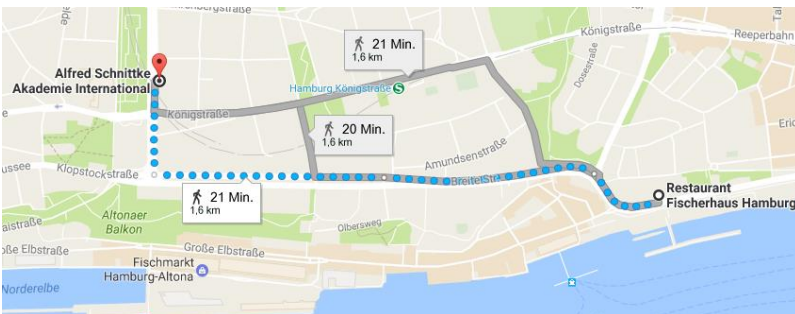 Königstraße
Reeperbahn
21 Min.
1,6 km
Alfred Schnittke
Akademie International
Hamburg Königstraße S
Dosestraße
Königstraße
20 Min.
1,6 km
Amundsenstraße
Klopstockstraße
Breite Str.
21 Min.
1,6 km
Restaurant
Fischerhaus Hamburg
Altonaer
Balkon
Olbersweg
Große Elbstraße
Fischmarkt
Hamburg-Altona
Norderelbe